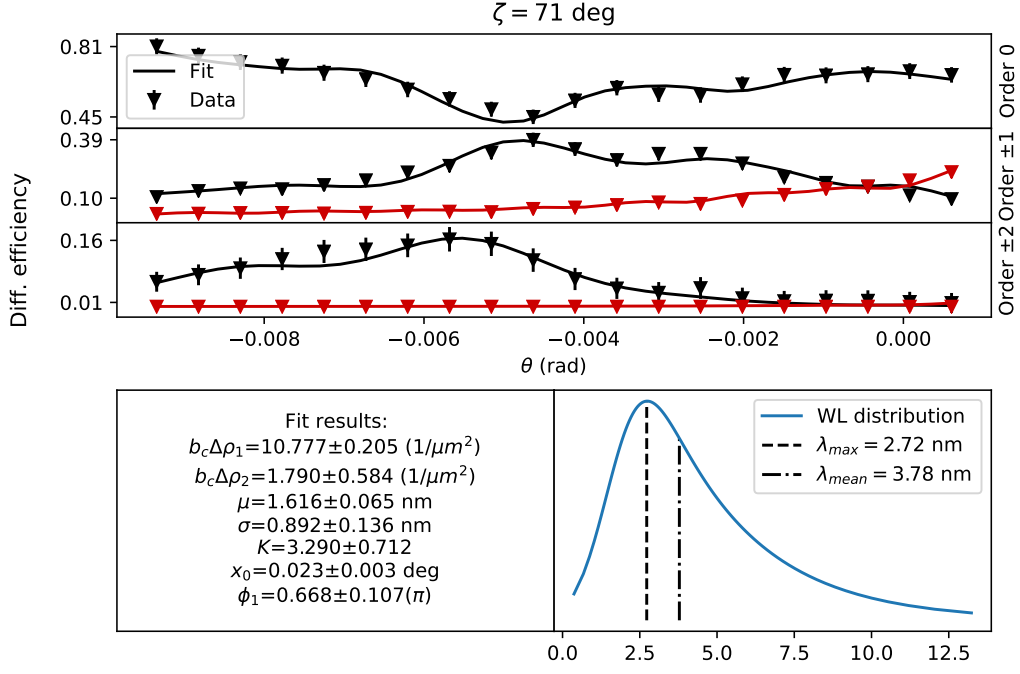 ζ = 71 deg
0.81
0.45
Fit
Data
Order 0
0.39
0.10
Order ±1
0.16
0.01
Order ±2
Diff. efficiency
−0.008
−0.006
−0.004
−0.002
0.000
θ (rad)
Fit results:
b_cΔρ_1=10.777±0.205 (1/μm^2)
b_cΔρ_2=1.790±0.584 (1/μm^2)
μ=1.616±0.065 nm
σ=0.892±0.136 nm
K=3.290±0.712
x_0=0.023±0.003 deg
ϕ_1=0.668±0.107(π)
WL distribution
λ_max = 2.72 nm
λ_mean = 3.78 nm
0.0
2.5
5.0
7.5
10.0
12.5